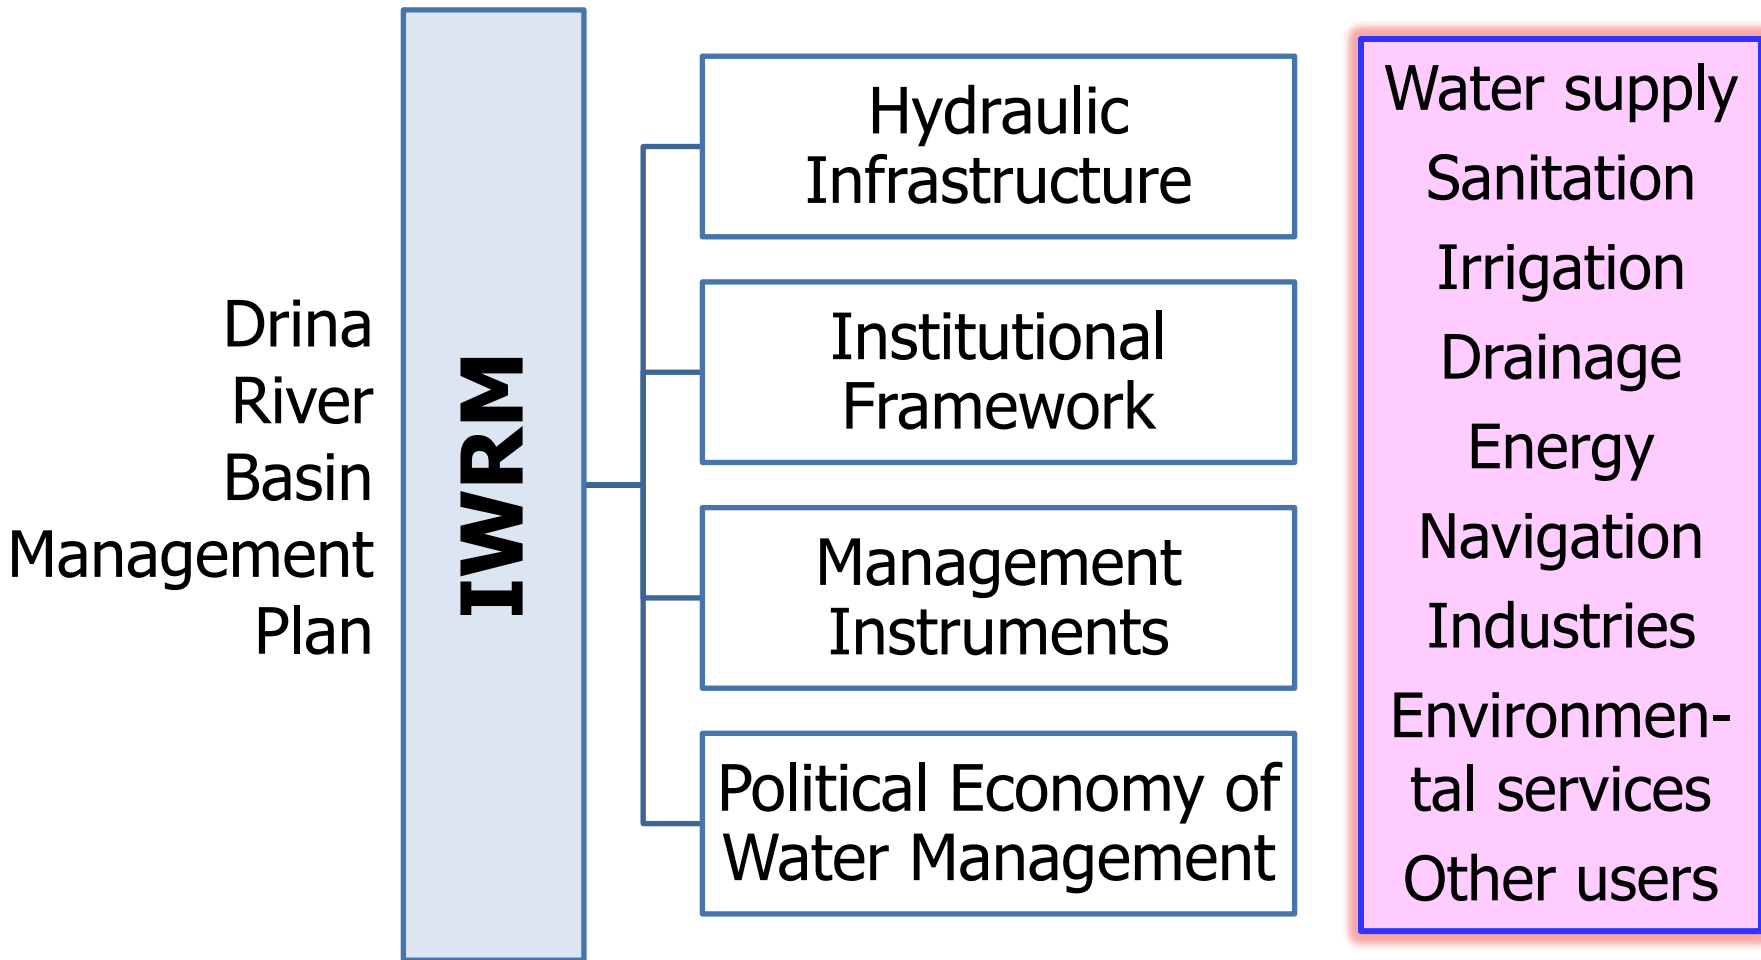 Drina
River
Basin
Management
Plan
IWRM
Hydraulic
Infrastructure
Institutional
Framework
Management
Instruments
Political Economy of
Water Management
Water supply
Sanitation
Irrigation
Drainage
Energy
Navigation
Industries
Environmen-
tal services
Other users